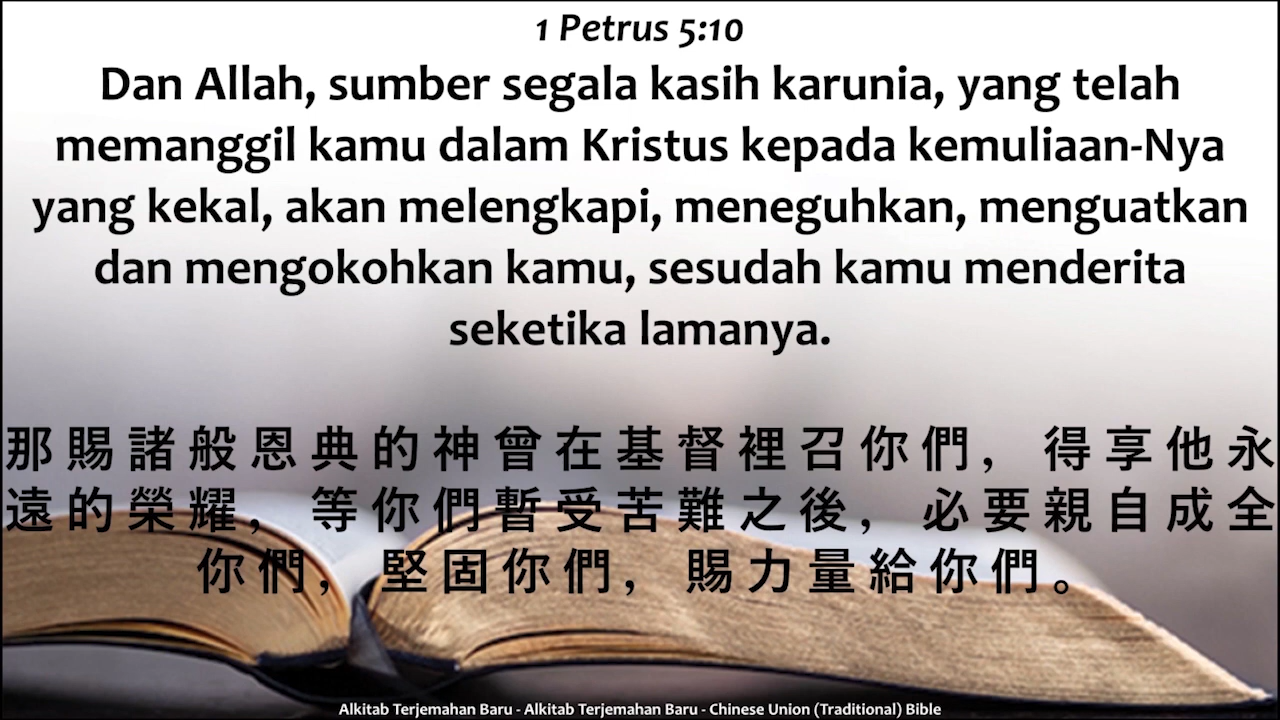 1 Petrus 5:10
Dan Allah, sumber segala kasih karunia, yang telah
memanggil kamu dalam Kristus kepada kemuliaan-Nya
yang kekal, akan melengkapi, meneguhkan, menguatkan
dan mengokohkan kamu, sesudah kamu menderita
seketika lamanya.
那賜諸般恩典的神曾在基督裡召你們，得享他永
遠的榮耀，等你們暫受苦難之後，必要親自成全
你們，堅固你們，賜力量給你們。
Alkitab Terjemahan Baru - Alkitab Terjemahan Baru - Chinese Union (Traditional) Bible